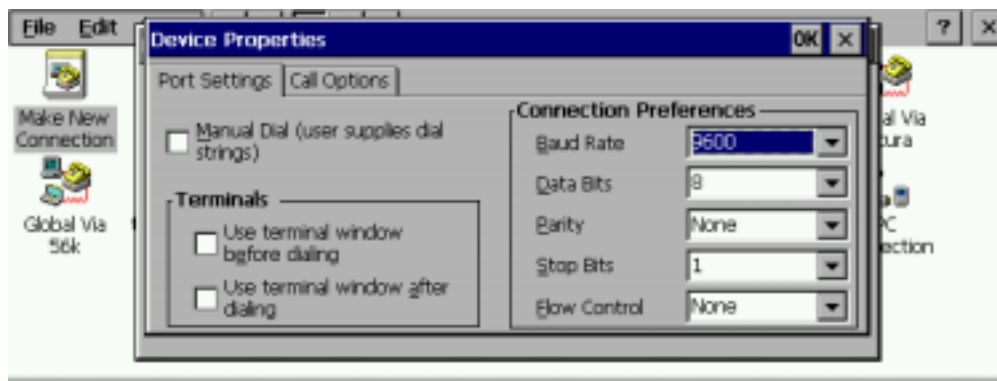 File Edit
?
×
Device Properties
OK ×
Port Settings
Call Options
Manual Dial (user supplies dial
strings)
Terminals
Use terminal window
before dialing
Use terminal window after
dialing
Connection Preferences
Baud Rate 9600
Data Bits 8
Parity None
Stop Bits 1
Flow Control None
Make New
Connection
Global Via
56k
al Via
tura
PC
ection